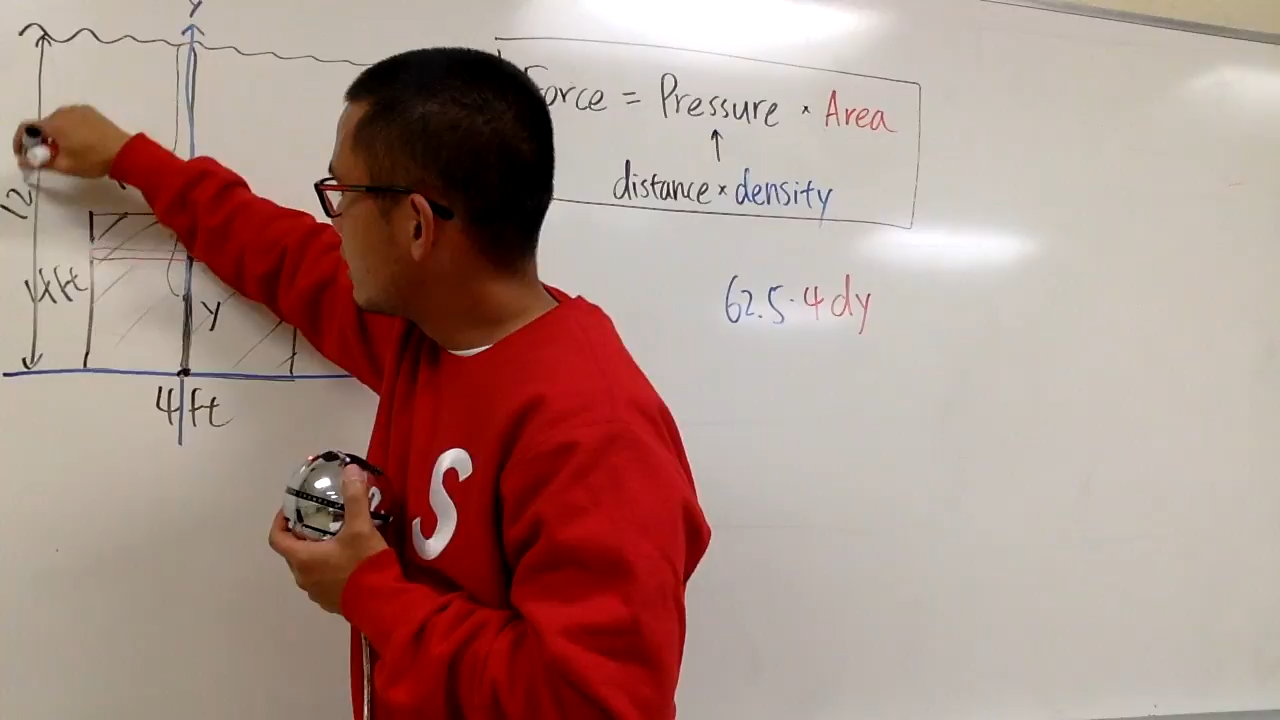 y
Force = Pressure × Area
↑
distance × density
12
4ft
y
4ft
62.5·4dy
S